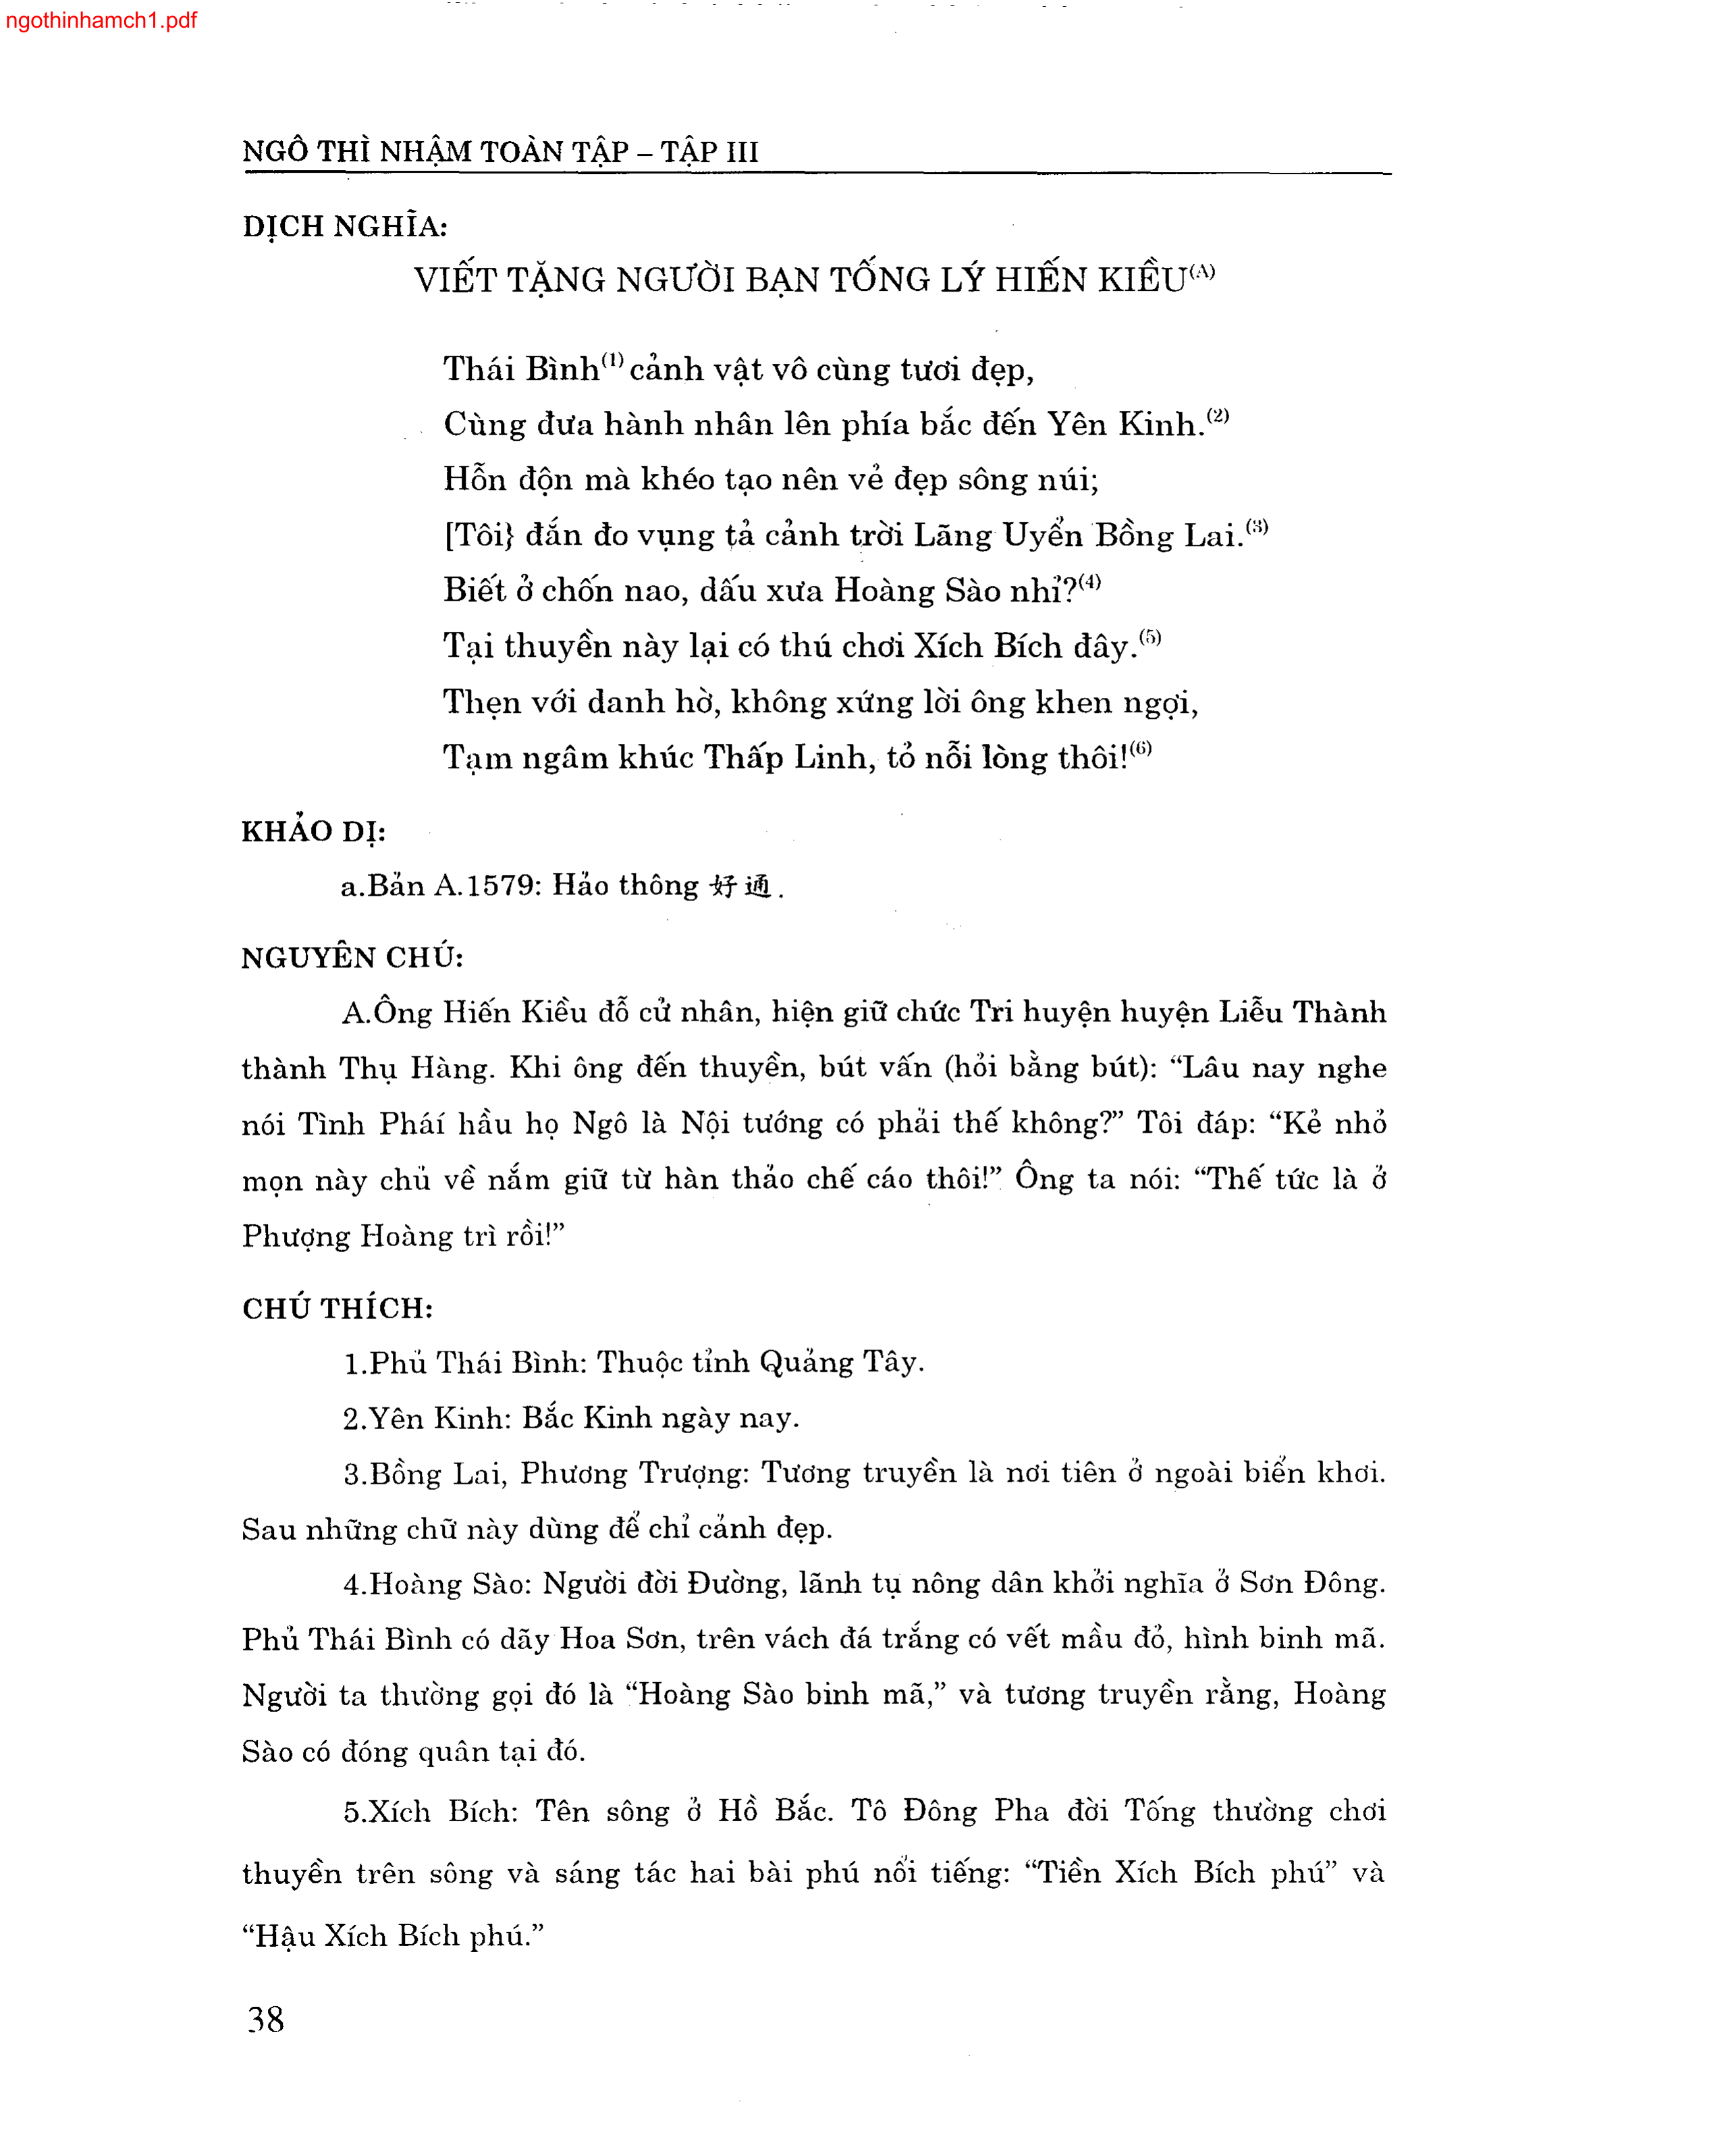 ngothinhamch1.pdf
NGÔ THÌ NHẬM TOÀN TẬP – TẬP III
DỊCH NGHĨA:
VIẾT TẶNG NGƯỜI BẠN TỐNG LÝ HIẾN KIỀU(A)
Thái Bình(1) cảnh vật vô cùng tươi đẹp,
Cùng đưa hành nhân lên phía bắc đến Yên Kinh.(2)
Hỗn độn mà khéo tạo nên vẻ đẹp sông núi;
[Tôi} đắn đo vụng tả cảnh trời Lãng Uyển Bồng Lai.(3)
Biết ở chốn nao, dấu xưa Hoàng Sào nhỉ?(4)
Tại thuyền này lại có thú chơi Xích Bích đây.(5)
Thẹn với danh hờ, không xứng lời ông khen ngợi,
Tạm ngâm khúc Thấp Linh, tỏ nỗi lòng thôi!(6)
KHẢO DỊ:
a.Bản A.1579: Hảo thông 好通.
NGUYÊN CHÚ:
A.Ông Hiến Kiều đỗ cử nhân, hiện giữ chức Tri huyện huyện Liễu Thành
thành Thụ Hàng. Khi ông đến thuyền, bút vấn (hỏi bằng bút): “Lâu nay nghe
nói Tình Pháí hầu họ Ngô là Nội tướng có phải thế không?” Tôi đáp: “Kẻ nhỏ
mọn này chủ về nắm giữ từ hàn thảo chế cáo thôi!” Ông ta nói: “Thế tức là ở
Phượng Hoàng trì rồi!”
CHÚ THÍCH:
1.Phủ Thái Bình: Thuộc tỉnh Quảng Tây.
2.Yên Kinh: Bắc Kinh ngày nay.
3.Bồng Lai, Phương Trượng: Tương truyền là nơi tiên ở ngoài biển khơi.
Sau những chữ này dùng để chỉ cảnh đẹp.
4.Hoàng Sào: Người đời Đường, lãnh tụ nông dân khởi nghĩa ở Sơn Đông.
Phủ Thái Bình có dãy Hoa Sơn, trên vách đá trắng có vết mầu đỏ, hình binh mã.
Người ta thường gọi đó là “Hoàng Sào binh mã,” và tương truyền rằng, Hoàng
Sào có đóng quân tại đó.
5.Xích Bích: Tên sông ở Hồ Bắc. Tô Đông Pha đời Tống thường chơi
thuyền trên sông và sáng tác hai bài phú nổi tiếng: “Tiền Xích Bích phú” và
“Hậu Xích Bích phú.”
38